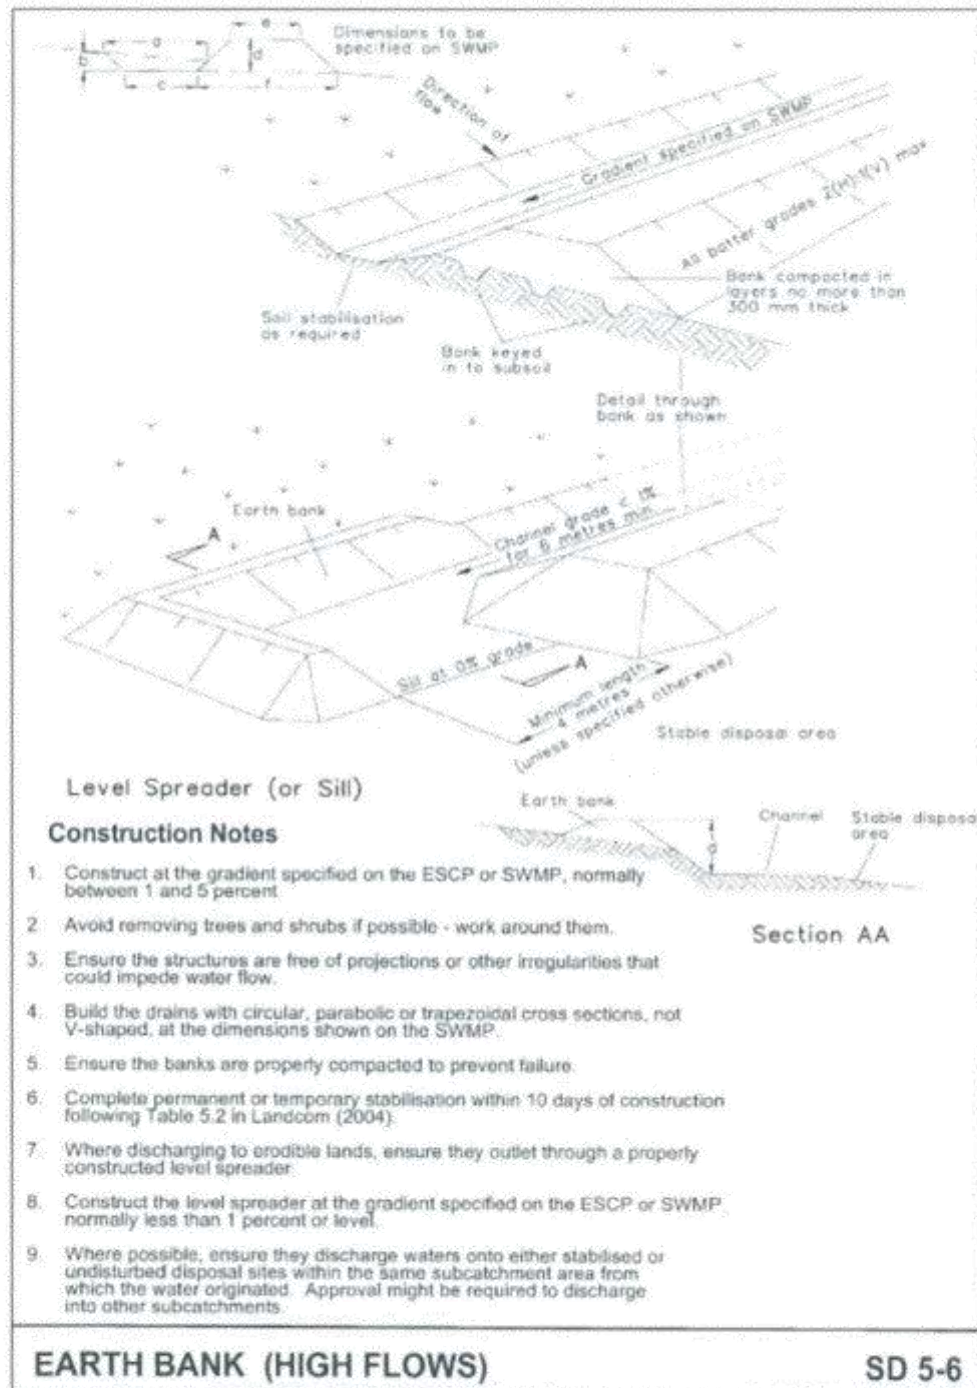 e
Dimensions to be
specified on SWMP
a
b
d
c
f
Direction of
flow
Gradient specified on SWMP
All batter grades 2(H):1(V) max
Bank compacted in
layers no more than
300 mm thick
Soil stabilisation
as required
Bank keyed
in to subsoil
Detail through
bank as shown
Earth bank
A
Channel grade < 1%
for 6 metres min
Sill at 0% grade
A
Minimum length
4 metres
(unless specified otherwise)
Stable disposal area
Level Spreader (or Sill)
Earth bank
Channel
Stable disposa
area
d
Section AA
Construction Notes
1. Construct at the gradient specified on the ESCP or SWMP, normally
between 1 and 5 percent
2 Avoid removing trees and shrubs if possible - work around them.
3. Ensure the structures are free of projections or other irregularities that
could impede water flow.
4. Build the drains with circular, parabolic or trapezoidal cross sections, not
V-shaped, at the dimensions shown on the SWMP.
5. Ensure the banks are properly compacted to prevent failure.
6. Complete permanent or temporary stabilisation within 10 days of construction
following Table 5.2 in Landcom (2004)
7. Where discharging to erodible lands, ensure they outlet through a properly
constructed level spreader
8. Construct the level spreader at the gradient specified on the ESCP or SWMP
normally less than 1 percent or level.
9. Where possible, ensure they discharge waters onto either stabilised or
undisturbed disposal sites within the same subcatchment area from
which the water originated. Approval might be required to discharge
into other subcatchments.
EARTH BANK (HIGH FLOWS)
SD 5-6